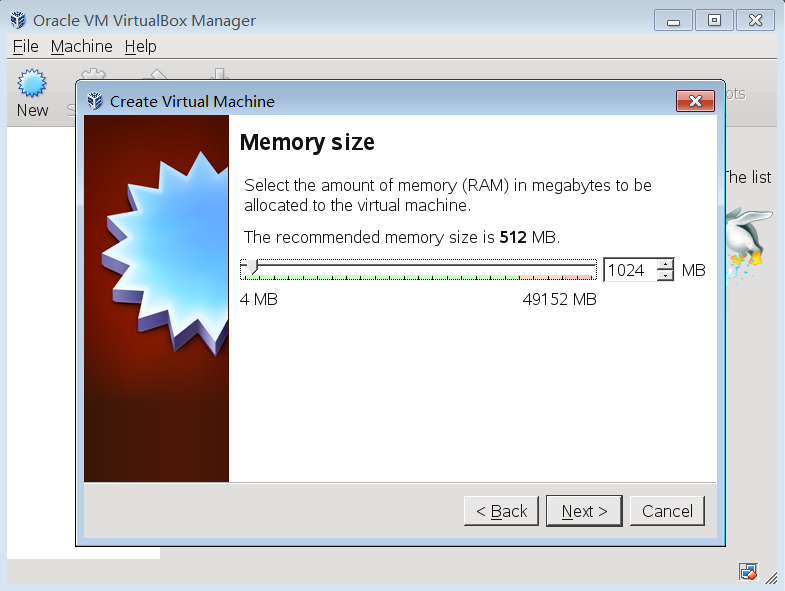 Oracle VM VirtualBox Manager
File Machine Help
New
Create Virtual Machine
Memory size
Select the amount of memory (RAM) in megabytes to be
allocated to the virtual machine.
The recommended memory size is 512 MB.
1024 MB
4 MB 49152 MB
< Back Next > Cancel
The list